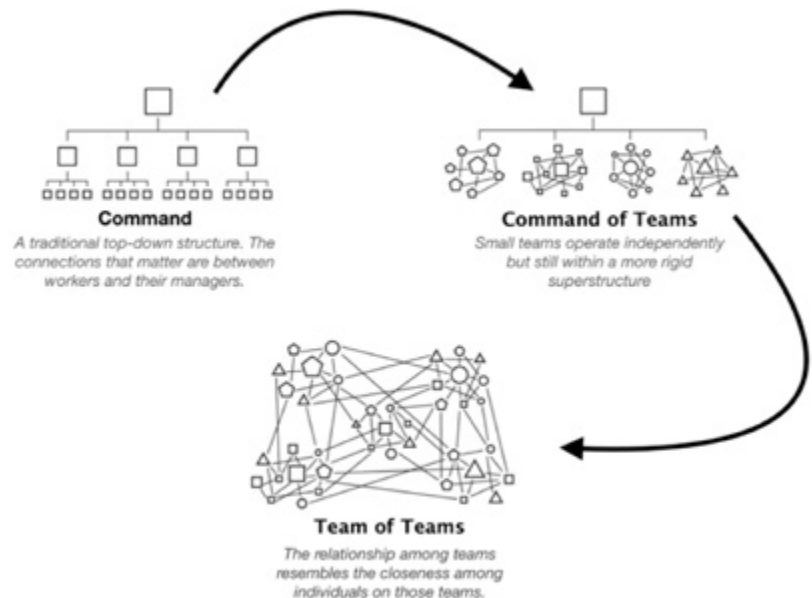 Command
A traditional top-down structure. The
connections that matter are between
workers and their managers.
Command of Teams
Small teams operate independently
but still within a more rigid
superstructure
Team of Teams
The relationship among teams
resembles the closeness among
individuals on those teams.